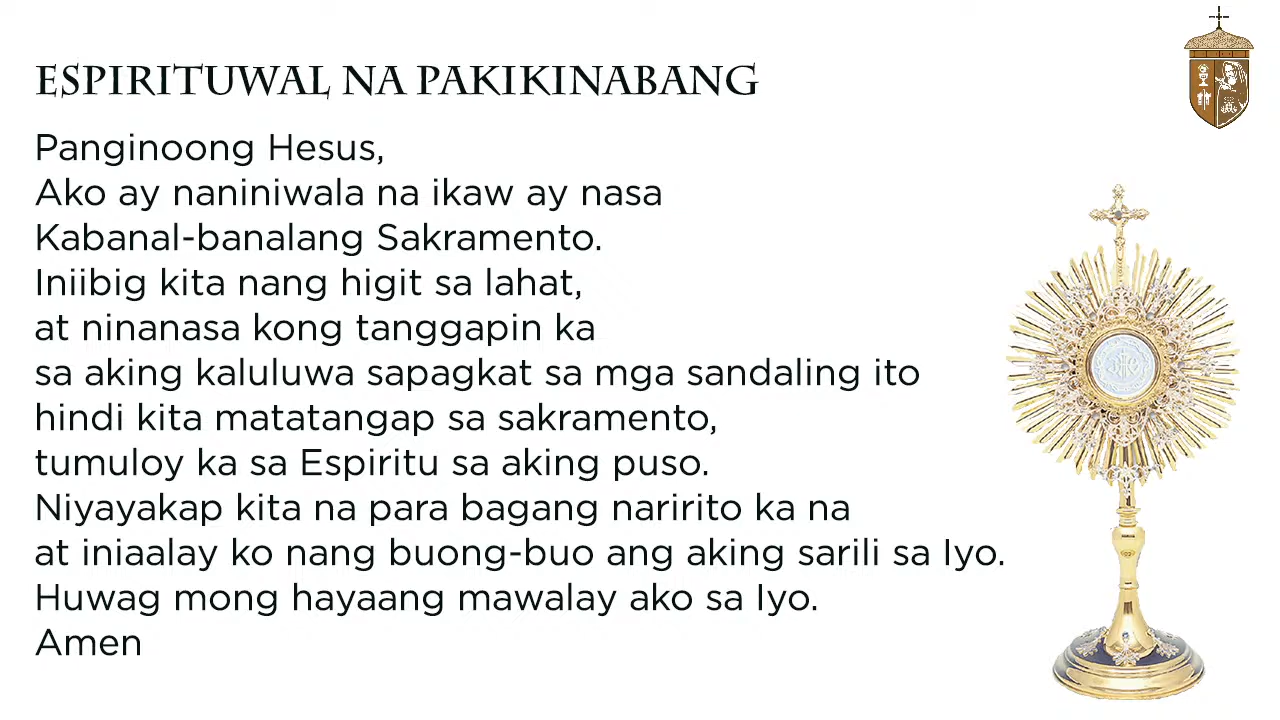 ESPIRITUWAL NA PAKIKINABANG
Panginoong Hesus,
Ako ay naniniwala na ikaw ay nasa
Kabanal-banalang Sakramento.
Iniibig kita nang higit sa lahat,
at ninanasa kong tanggapin ka
sa aking kaluluwa sapagkat sa mga sandaling ito
hindi kita matatangap sa sakramento,
tumuloy ka sa Espiritu sa aking puso.
Niyayakap kita na para bagang naririto ka na
at iniaalay ko nang buong-buo ang aking sarili sa Iyo.
Huwag mong hayaang mawalay ako sa Iyo.
Amen